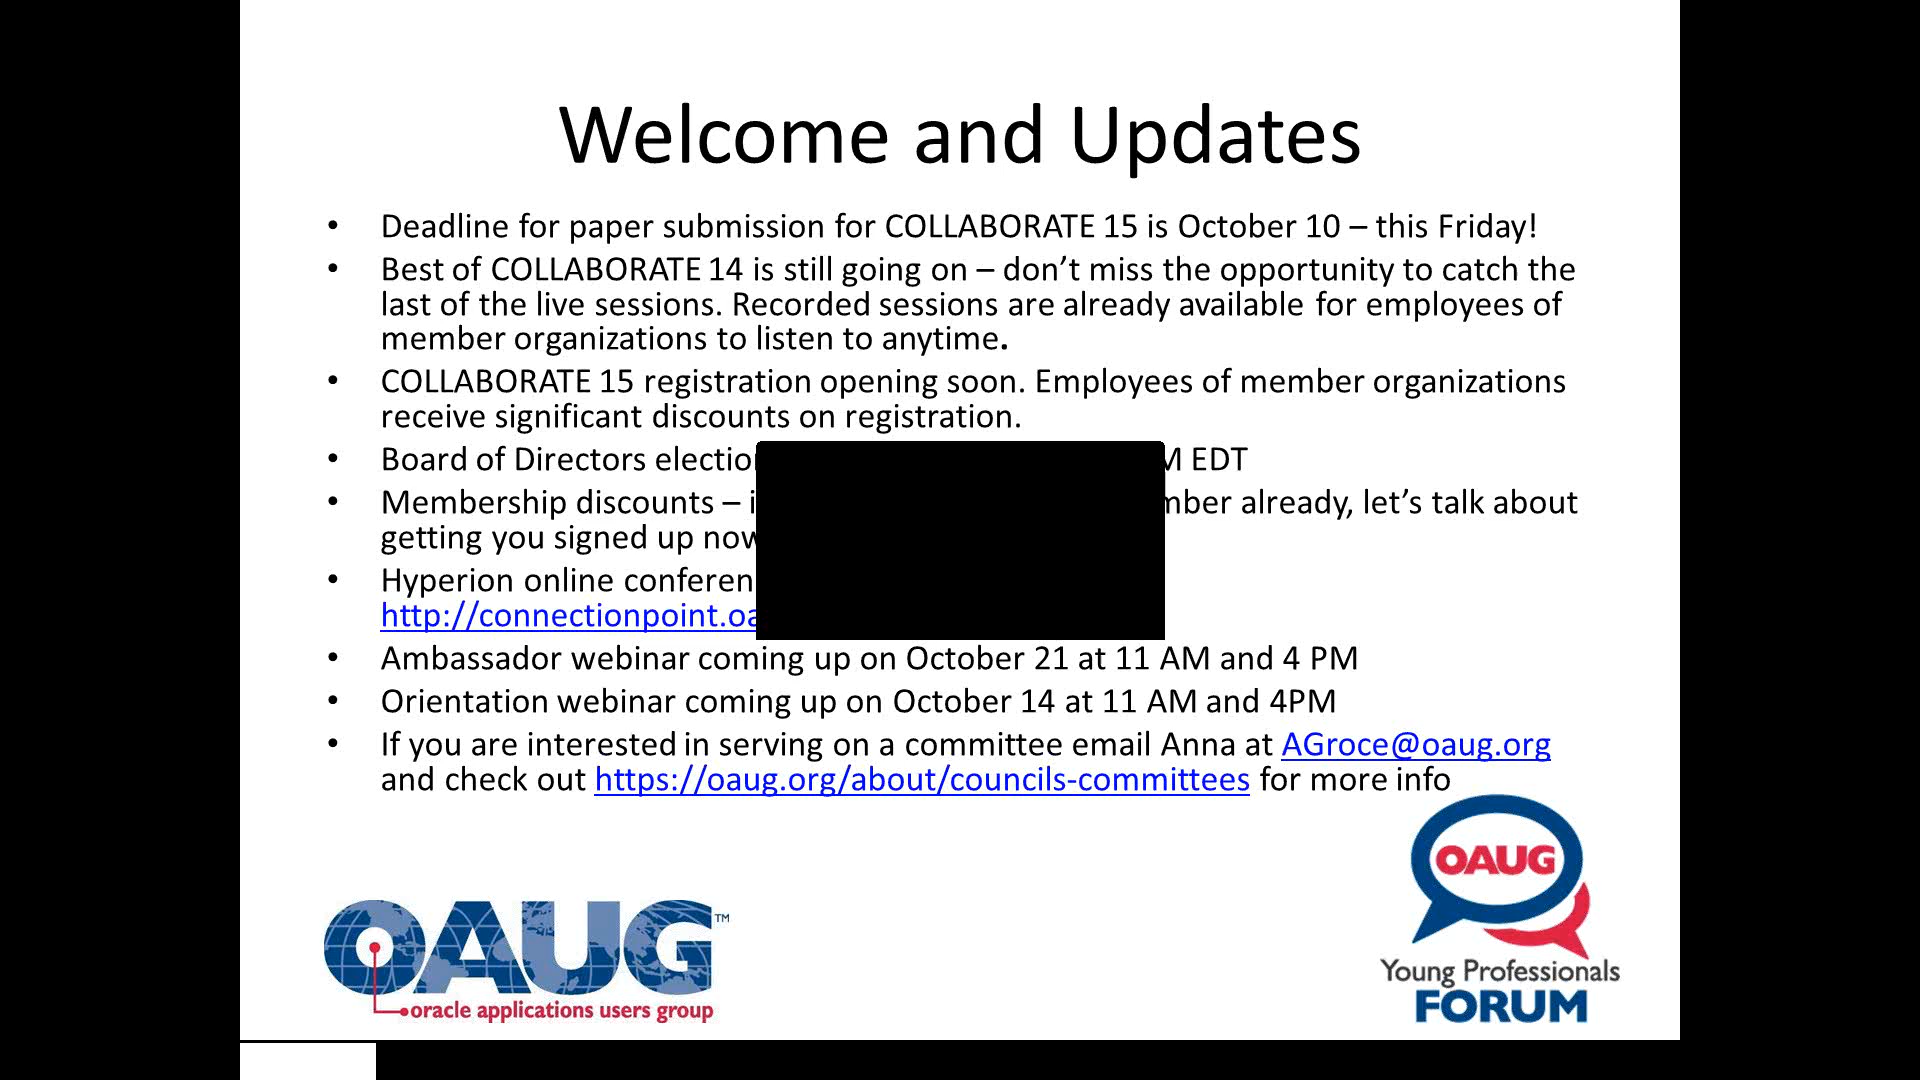 Welcome and Updates
• Deadline for paper submission for COLLABORATE 15 is October 10 – this Friday!
• Best of COLLABORATE 14 is still going on – don’t miss the opportunity to catch the
last of the live sessions. Recorded sessions are already available for employees of
member organizations to listen to anytime.
• COLLABORATE 15 registration opening soon. Employees of member organizations
receive significant discounts on registration.
• Board of Directors EDT
• Membership discounts – already, let’s talk about
getting you signed up now
• Hyperion online
• Ambassador webinar coming up on October 21 at 11 AM and 4 PM
• Orientation webinar coming up on October 14 at 11 AM and 4PM
• If you are interested in serving on a committee email Anna at AGroce@oaug.org
and check out https://oaug.org/about/councils-committees for more info
OAUG
Young Professionals
FORUM
OAUG™
oracle applications users group